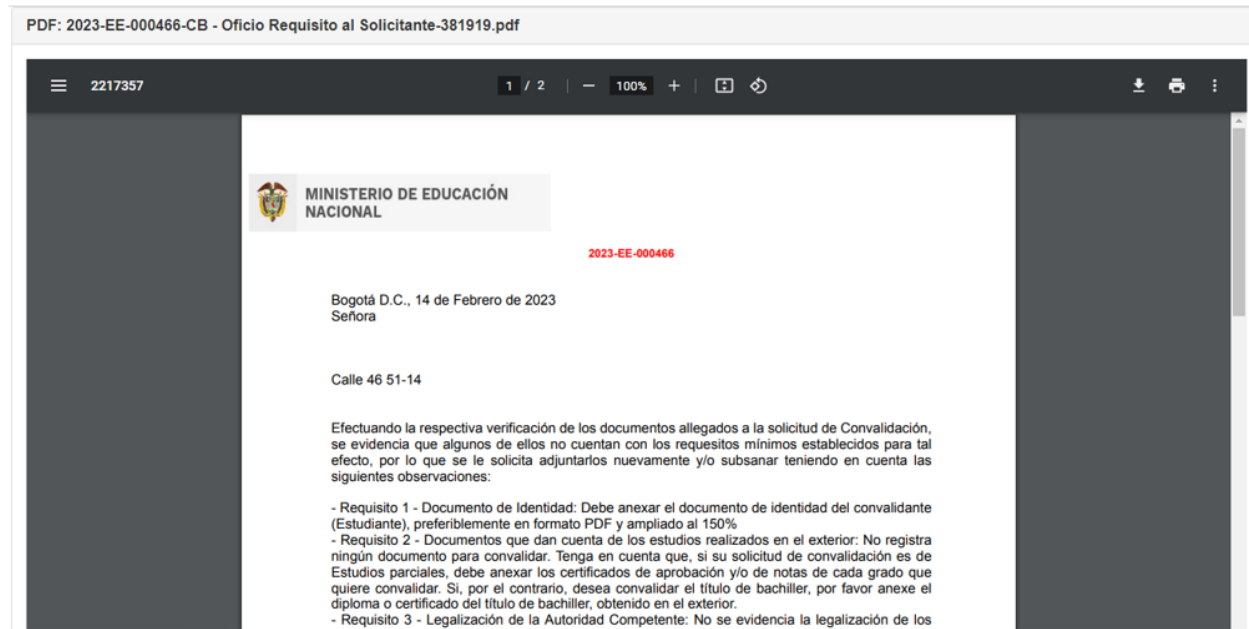 PDF: 2023-EE-000466-CB - Oficio Requisito al Solicitante-381919.pdf
2217357
1 / 2
100%
MINISTERIO DE EDUCACIÓN
NACIONAL
2023-EE-000466
Bogotá D.C., 14 de Febrero de 2023
Señora
Calle 46 51-14
Efectuando la respectiva verificación de los documentos allegados a la solicitud de Convalidación,
se evidencia que algunos de ellos no cuentan con los requesitos mínimos establecidos para tal
efecto, por lo que se le solicita adjuntarlos nuevamente y/o subsanar teniendo en cuenta las
siguientes observaciones:
- Requisito 1 - Documento de Identidad: Debe anexar el documento de identidad del convalidante
(Estudiante), preferiblemente en formato PDF y ampliado al 150%
- Requisito 2 - Documentos que dan cuenta de los estudios realizados en el exterior: No registra
ningún documento para convalidar. Tenga en cuenta que, si su solicitud de convalidación es de
Estudios parciales, debe anexar los certificados de aprobación y/o de notas de cada grado que
quiere convalidar. Si, por el contrario, desea convalidar el título de bachiller, por favor anexe el
diploma o certificado del título de bachiller, obtenido en el exterior.
- Requisito 3 - Legalización de la Autoridad Competente: No se evidencia la legalización de los